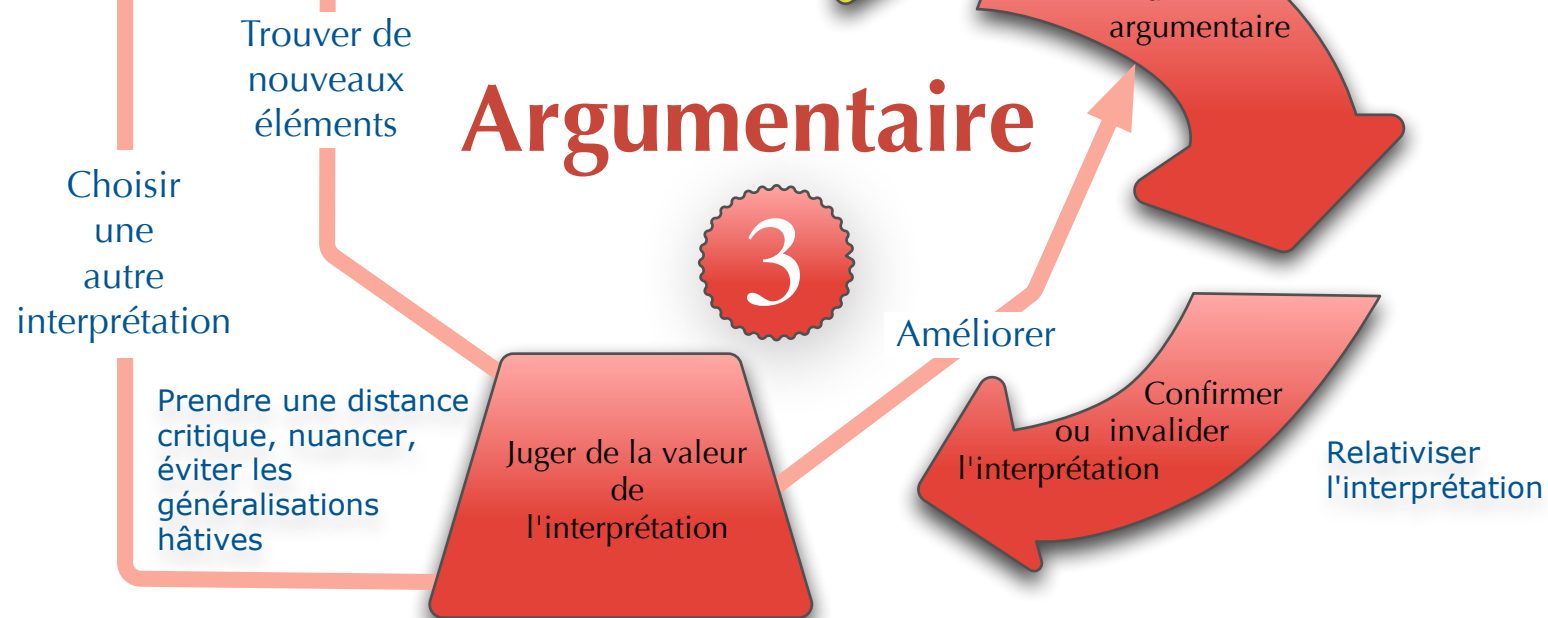 argumentaire
Trouver de
nouveaux
éléments
Argumentaire
3
Choisir
une
autre
interprétation
Améliorer
Prendre une distance
critique, nuancer,
éviter les
généralisations
hâtives
Juger de la valeur
de
l'interprétation
Confirmer
ou invalider
l'interprétation
Relativiser
l'interprétation